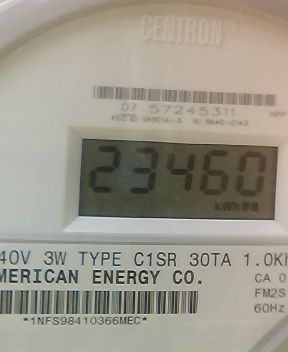 CENTRON®
07 57245311
23460
kWh
40V 3W TYPE C1SR 30TA 1.0Kh
MERICAN ENERGY CO.
CA 0
FM2S
60Hz
*1NFS98410366MEC*